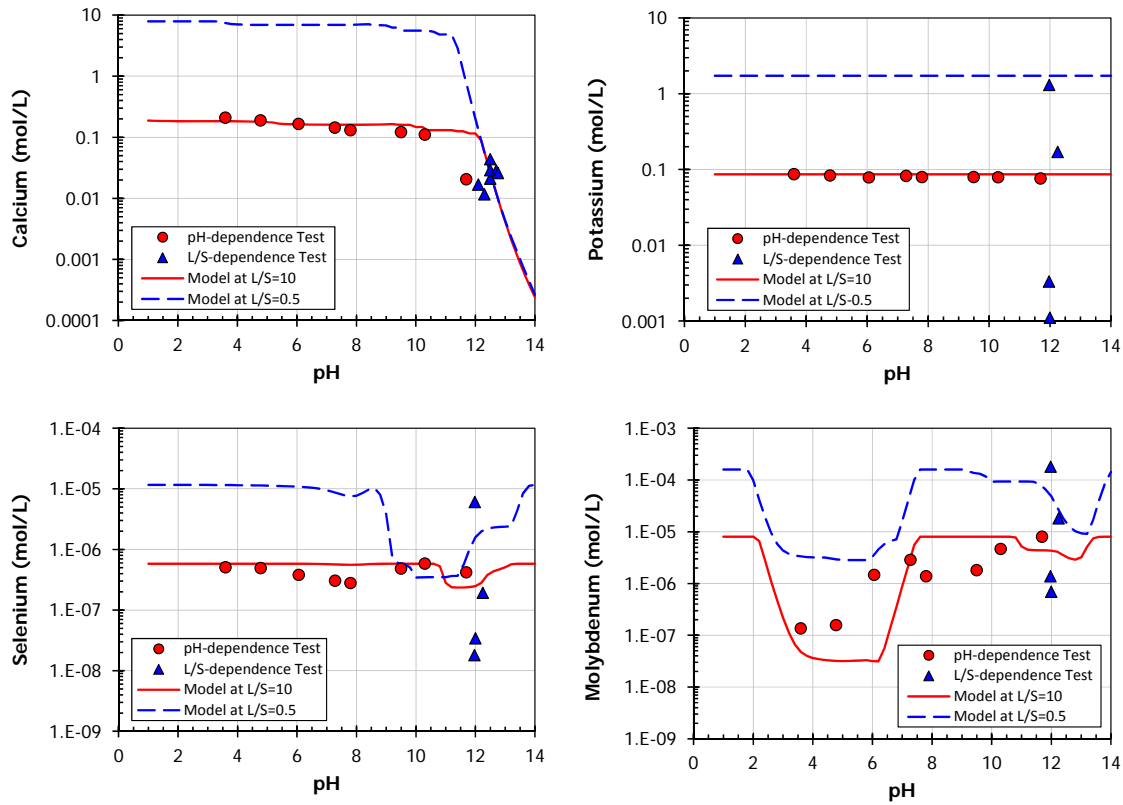 10
1
0.1
0.01
0.001
0.0001
Calcium (mol/L)
pH-dependence Test
L/S-dependence Test
Model at L/S=10
Model at L/S=0.5
0 2 4 6 8 10 12 14
pH
10
1
0.1
0.01
0.001
Potassium (mol/L)
pH-dependence Test
L/S-dependence Test
Model at L/S=10
Model at L/S-0.5
0 2 4 6 8 10 12 14
pH
1.E-04
1.E-05
1.E-06
1.E-07
1.E-08
1.E-09
Selenium (mol/L)
pH-dependence Test
L/S-dependence Test
Model at L/S=10
Model at L/S=0.5
0 2 4 6 8 10 12 14
pH
1.E-03
1.E-04
1.E-05
1.E-06
1.E-07
1.E-08
1.E-09
Molybdenum (mol/L)
pH-dependence Test
L/S-dependence Test
Model at L/S=10
Model at L/S=0.5
0 2 4 6 8 10 12 14
pH